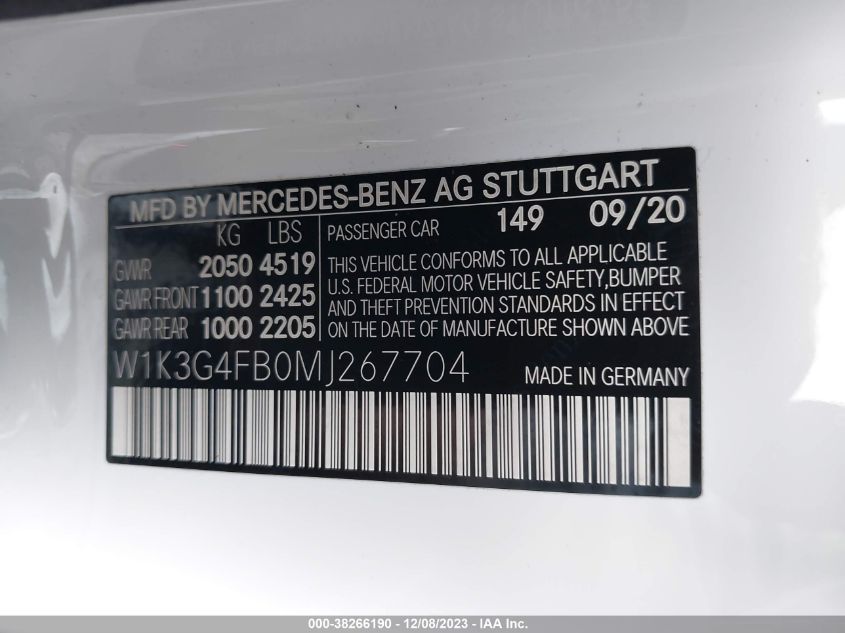 MFD BY MERCEDES-BENZ AG STUTTGART
KG LBS
GVWR 2050 4519
GAWR FRONT 1100 2425
GAWR REAR 1000 2205
PASSENGER CAR 149 09/20
THIS VEHICLE CONFORMS TO ALL APPLICABLE
U.S. FEDERAL MOTOR VEHICLE SAFETY,BUMPER
AND THEFT PREVENTION STANDARDS IN EFFECT
ON THE DATE OF MANUFACTURE SHOWN ABOVE
W1K3G4FB0MJ267704 MADE IN GERMANY
000-38266190 - 12/08/2023 - IAA Inc.